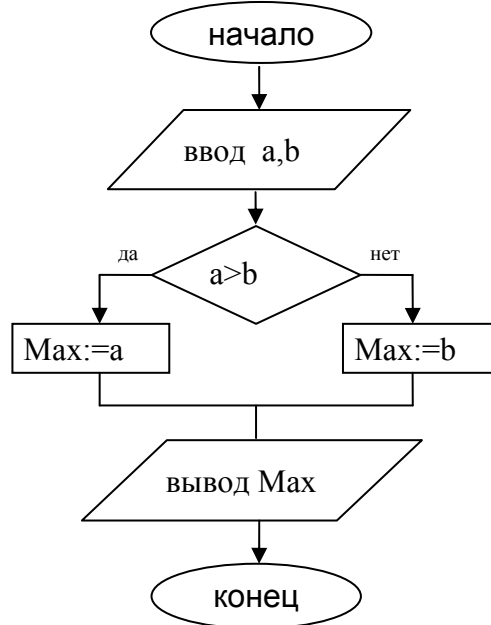 начало
ввод a,b
да
нет
a>b
Max:=a
Max:=b
вывод Max
конец